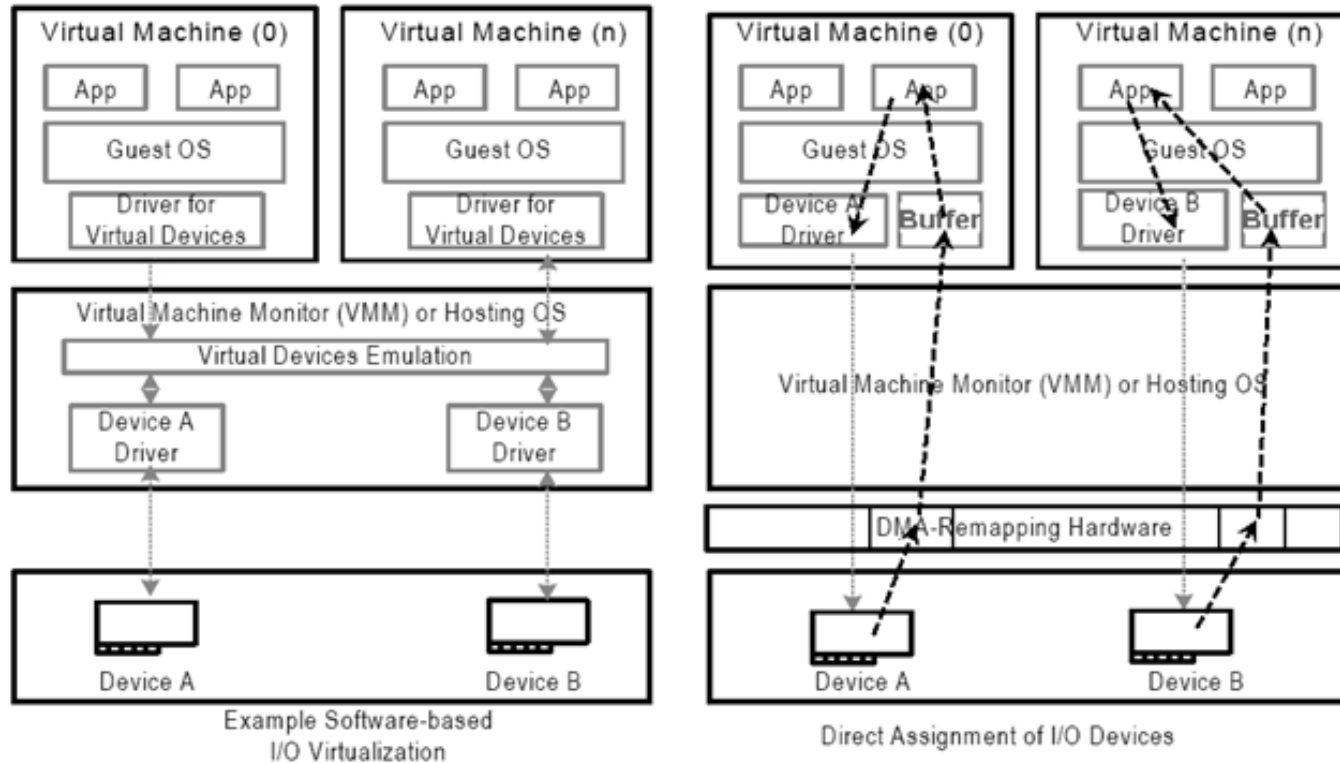 Virtual Machine (0)
App
App
Guest OS
Driver for
Virtual Devices
Virtual Machine (n)
App
App
Guest OS
Driver for
Virtual Devices
Virtual Machine Monitor (VMM) or Hosting OS
Virtual Devices Emulation
Device A
Driver
Device B
Driver
Device A
Device B
Example Software-based
I/O Virtualization
Virtual Machine (0)
App
App
Guest OS
Device A
Driver
Buffer
Virtual Machine (n)
App
App
Guest OS
Device B
Driver
Buffer
Virtual Machine Monitor (VMM) or Hosting OS
DMA-Remapping Hardware
Device A
Device B
Direct Assignment of I/O Devices